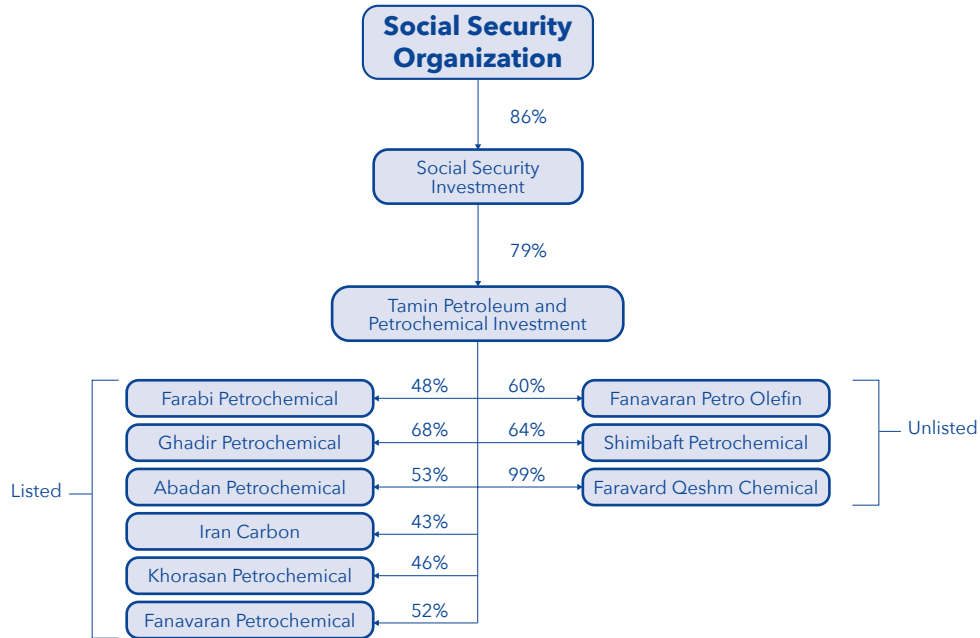 Social Security
Organization
86%
Social Security
Investment
79%
Tamin Petroleum and
Petrochemical Investment
Farabi Petrochemical
48%
60%
Fanavaran Petro Olefin
Ghadir Petrochemical
68%
64%
Shimibaft Petrochemical
Unlisted
Listed
Abadan Petrochemical
53%
99%
Faravard Qeshm Chemical
Iran Carbon
43%
Khorasan Petrochemical
46%
Fanavaran Petrochemical
52%